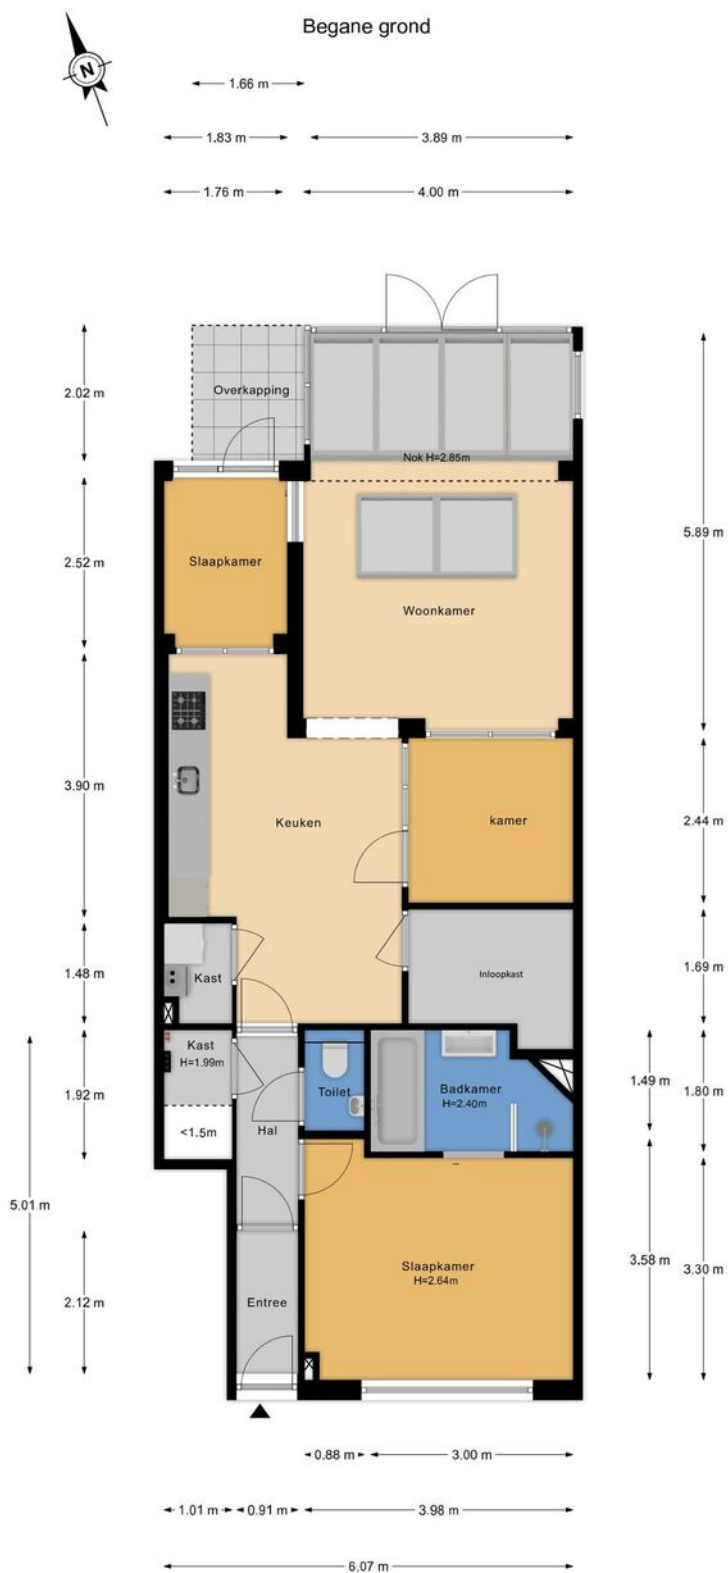 Begane grond
N
1.66 m
1.83 m
3.89 m
1.76 m
4.00 m
2.02 m
Overkapping
Nok H=2.85m
5.89 m
2.52 m
Slaapkamer
Woonkamer
3.90 m
Keuken
kamer
2.44 m
1.48 m
Kast
Inloopkast
1.69 m
Kast
H=1.99m
1.92 m
Toilet
Badkamer
H=2.40m
1.49 m
1.80 m
<1.5m
Hal
5.01 m
Slaapkamer
H=2.64m
3.58 m
3.30 m
2.12 m
Entree
0.88 m
3.00 m
1.01 m
0.91 m
3.98 m
6.07 m